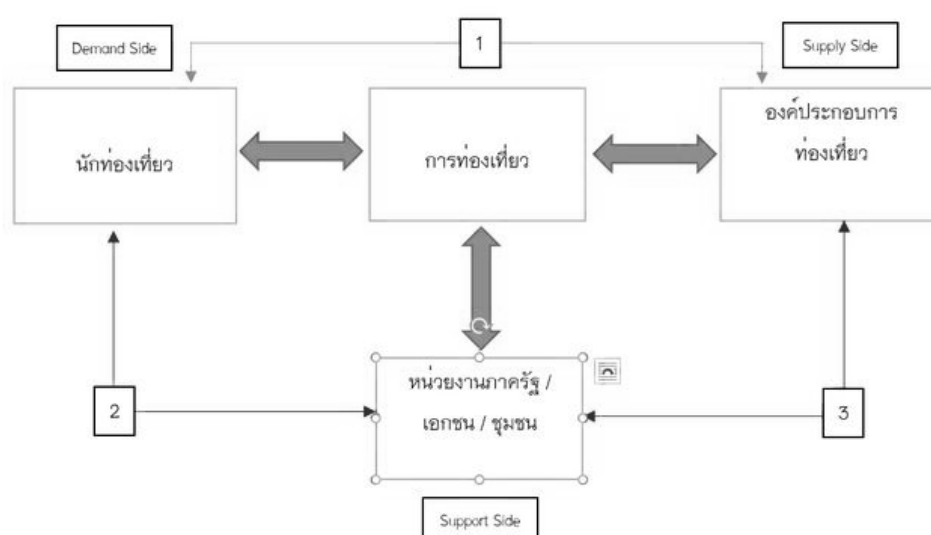 Demand Side
1
Supply Side
นักท่องเที่ยว
การท่องเที่ยว
องค์ประกอบการ
ท่องเที่ยว
2
หน่วยงานภาครัฐ /
เอกชน / ชุมชน
3
Support Side